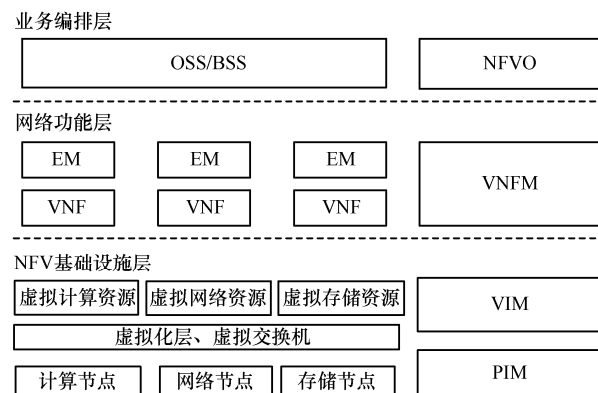 业务编排层
OSS/BSS NFVO
网络功能层
EM EM EM
VNFM
VNF VNF VNF
NFV基础设施层
虚拟计算资源 虚拟网络资源 虚拟存储资源
VIM
虚拟化层、虚拟交换机
计算节点 网络节点 存储节点
PIM